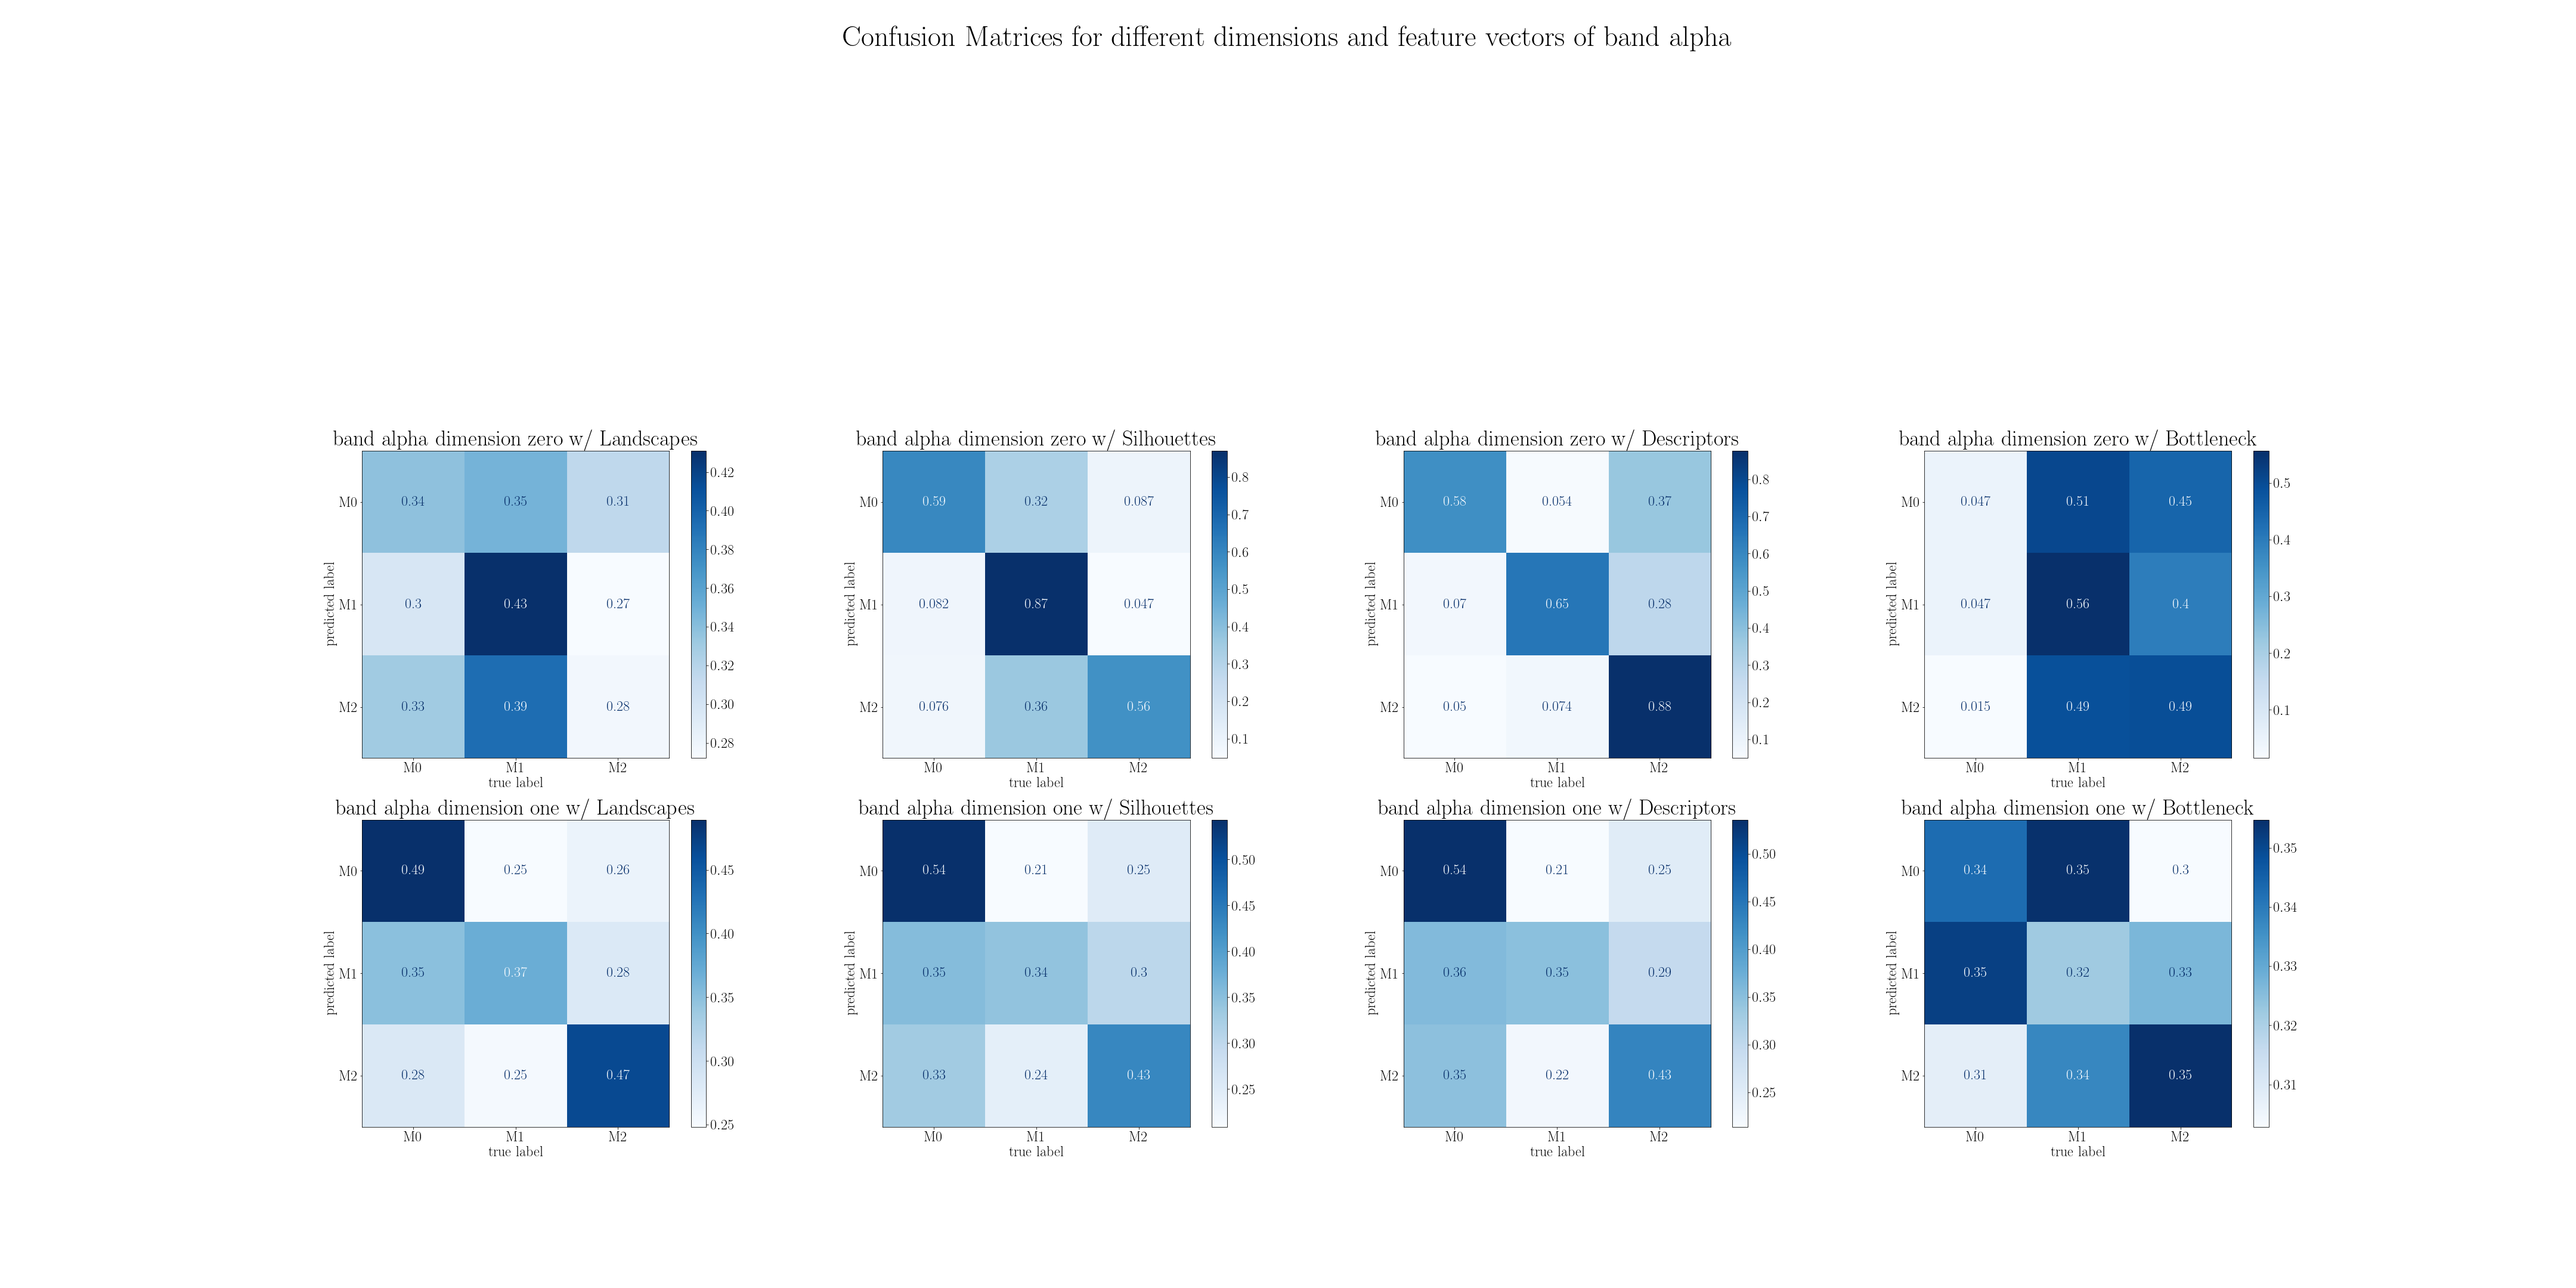 Confusion Matrices for different dimensions and feature vectors of band alpha
band alpha dimension zero w/ Landscapes
M0 0.34 0.35 0.31
M1 0.3 0.43 0.27
M2 0.33 0.39 0.28
M0 M1 M2
true label
predicted label
0.42
0.40
0.38
0.36
0.34
0.32
0.30
0.28
band alpha dimension zero w/ Silhouettes
M0 0.59 0.32 0.087
M1 0.082 0.87 0.047
M2 0.076 0.36 0.56
M0 M1 M2
true label
predicted label
0.8
0.7
0.6
0.5
0.4
0.3
0.2
0.1
band alpha dimension zero w/ Descriptors
M0 0.58 0.054 0.37
M1 0.07 0.65 0.28
M2 0.05 0.074 0.88
M0 M1 M2
true label
predicted label
0.8
0.7
0.6
0.5
0.4
0.3
0.2
0.1
band alpha dimension zero w/ Bottleneck
M0 0.047 0.51 0.45
M1 0.047 0.56 0.4
M2 0.015 0.49 0.49
M0 M1 M2
true label
predicted label
0.5
0.4
0.3
0.2
0.1
band alpha dimension one w/ Landscapes
M0 0.49 0.25 0.26
M1 0.35 0.37 0.28
M2 0.28 0.25 0.47
M0 M1 M2
true label
predicted label
0.45
0.40
0.35
0.30
0.25
band alpha dimension one w/ Silhouettes
M0 0.54 0.21 0.25
M1 0.35 0.34 0.3
M2 0.33 0.24 0.43
M0 M1 M2
true label
predicted label
0.50
0.45
0.40
0.35
0.30
0.25
band alpha dimension one w/ Descriptors
M0 0.54 0.21 0.25
M1 0.36 0.35 0.29
M2 0.35 0.22 0.43
M0 M1 M2
true label
predicted label
0.50
0.45
0.40
0.35
0.30
0.25
band alpha dimension one w/ Bottleneck
M0 0.34 0.35 0.3
M1 0.35 0.32 0.33
M2 0.31 0.34 0.35
M0 M1 M2
true label
predicted label
0.35
0.34
0.33
0.32
0.31